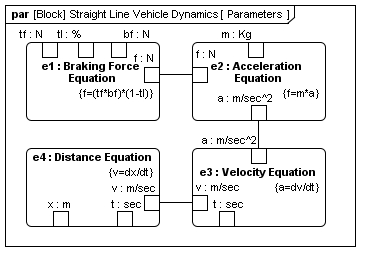 par [Block] Straight Line Vehicle Dynamics [ Parameters ]
tf : N tl : % bf : N m : Kg
f : N f : N
e1 : Braking Force
Equation
{f=(tf*bf)*(1-tl)}
e2 : Acceleration
Equation
{f=m*a}
a : m/sec^2
a : m/sec^2
e4 : Distance Equation
{v=dx/dt}
v : m/sec
x : m t : sec
e3 : Velocity Equation
v : m/sec {a=dv/dt}
t : sec